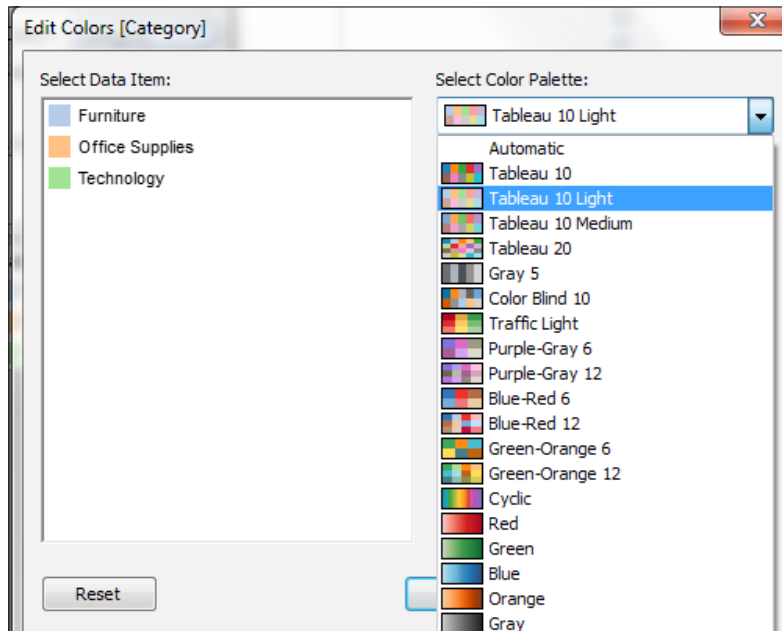 Edit Colors [Category]
X
Select Data Item:
Furniture
Office Supplies
Technology
Select Color Palette:
Tableau 10 Light
Automatic
Tableau 10
Tableau 10 Light
Tableau 10 Medium
Tableau 20
Gray 5
Color Blind 10
Traffic Light
Purple-Gray 6
Purple-Gray 12
Blue-Red 6
Blue-Red 12
Green-Orange 6
Green-Orange 12
Cyclic
Red
Green
Blue
Orange
Gray
Reset